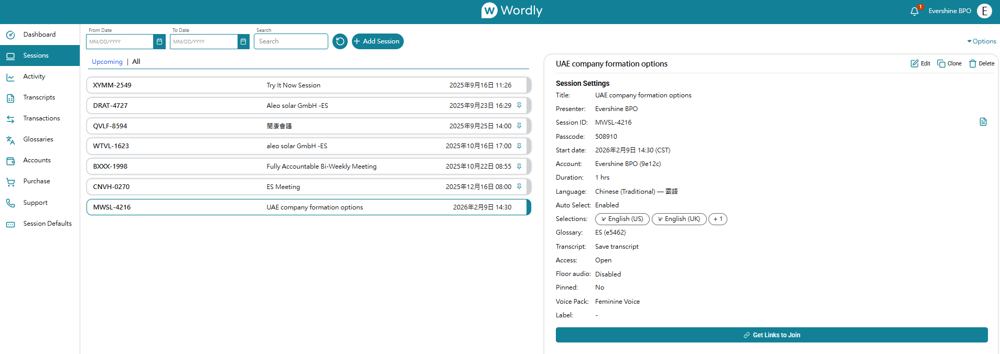 W Wordly
1 Evershine BPO E
Dashboard
Sessions
Activity
Transcripts
Transactions
Glossaries
Accounts
Purchase
Support
Session Defaults
From Date To Date Search
MM/DD/YYYY MM/DD/YYYY Search + Add Session
Options
Upcoming | All
XYMM-2549 Try It Now Session 2025年9月16日 11:26
DRAT-4727 Aleo solar GmbH -ES 2025年9月23日 16:29
QVLF-8594 閎康會議 2025年9月25日 14:00
WTVL-1623 aleo solar GmbH -ES 2025年10月16日 17:00
BXXX-1998 Fully Accountable Bi-Weekly Meeting 2025年10月22日 08:55
CNVH-0270 ES Meeting 2025年12月16日 08:00
MWSL-4216 UAE company formation options 2026年2月9日 14:30
UAE company formation options Edit Clone Delete
Session Settings
Title: UAE company formation options
Presenter: Evershine BPO
Session ID: MWSL-4216
Passcode: 508910
Start date: 2026年2月9日 14:30 (CST)
Account: Evershine BPO (9e12c)
Duration: 1 hrs
Language: Chinese (Traditional) — 國語
Auto Select: Enabled
Selections: English (US) English (UK) + 1
Glossary: ES (e5462)
Transcript: Save transcript
Access: Open
Floor audio: Disabled
Pinned: No
Voice Pack: Feminine Voice
Label: -
Get Links to Join